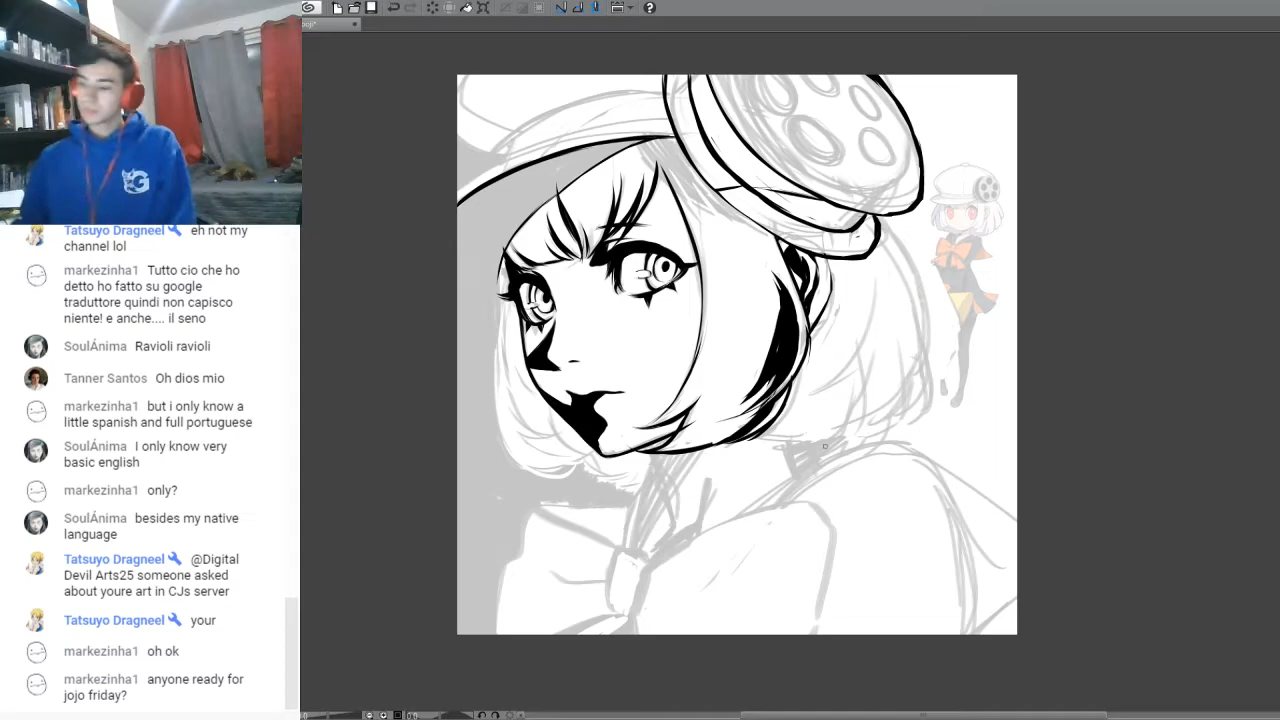 Tatsuyo Dragneel eh not my
channel lol
markezinha1 Tutto cio che ho
detto ho fatto su google
traduttore quindi non capisco
niente! e anche.... il seno
SoulÁnima Ravioli ravioli
Tanner Santos Oh dios mio
markezinha1 but i only know a
little spanish and full portuguese
SoulÁnima I only know very
basic english
markezinha1 only?
SoulÁnima besides my native
language
Tatsuyo Dragneel @Digital
Devil Arts25 someone asked
about youre art in CJs server
Tatsuyo Dragneel your
markezinha1 oh ok
markezinha1 anyone ready for
jojo friday?